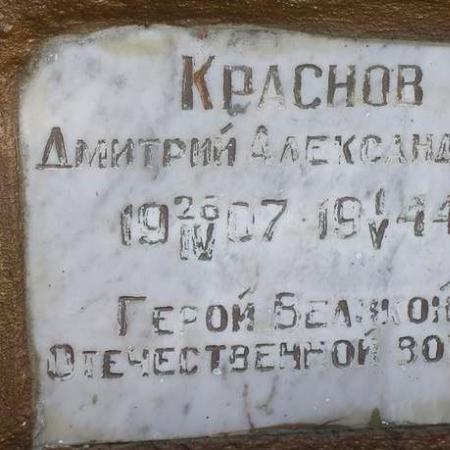 Краснов
Дмитрий Александ
19 26/IV 07 19 1/V 44
Герой Великой
Отечественной во